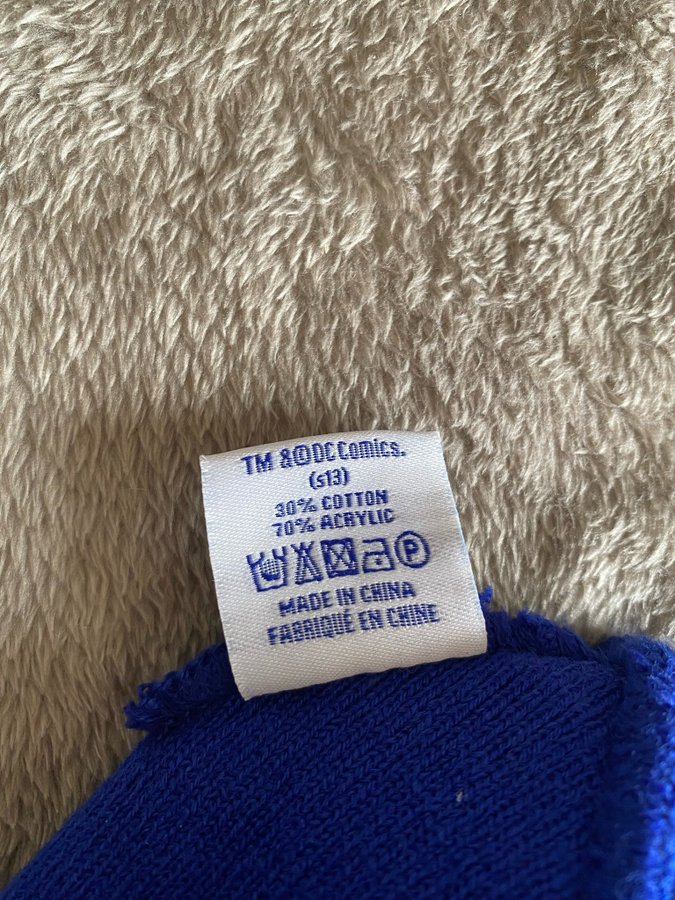 TM &©DC Comics.
(s13)
30% COTTON
70% ACRYLIC
P
MADE IN CHINA
FABRIQUÉ EN CHINE